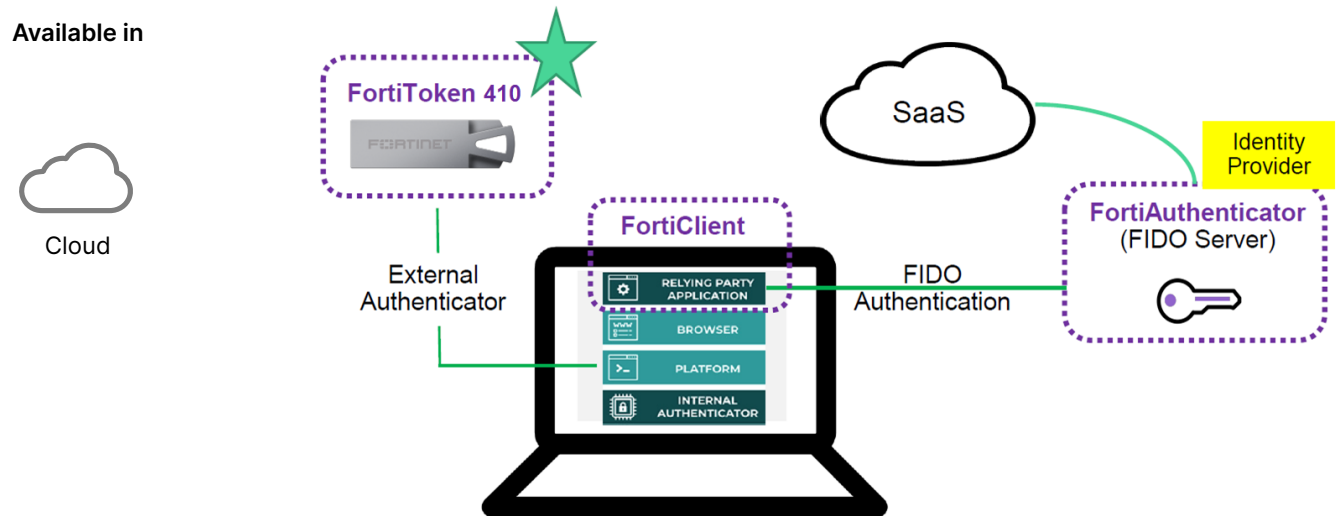 Available in
Cloud
FortiToken 410
FORTINET
External
Authenticator
FortiClient
RELYING PARTY
APPLICATION
WWW
BROWSER
PLATFORM
INTERNAL
AUTHENTICATOR
FIDO
Authentication
SaaS
Identity
Provider
FortiAuthenticator
(FIDO Server)